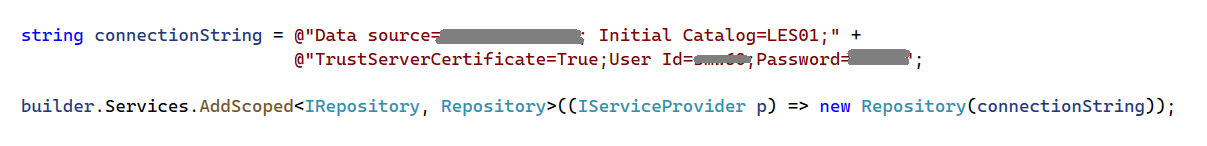 string connectionString = @"Data source=; Initial Catalog=LES01;" +
@"TrustServerCertificate=True;User Id=;Password=";
builder.Services.AddScoped<IRepository, Repository>((IServiceProvider p) => new Repository(connectionString));